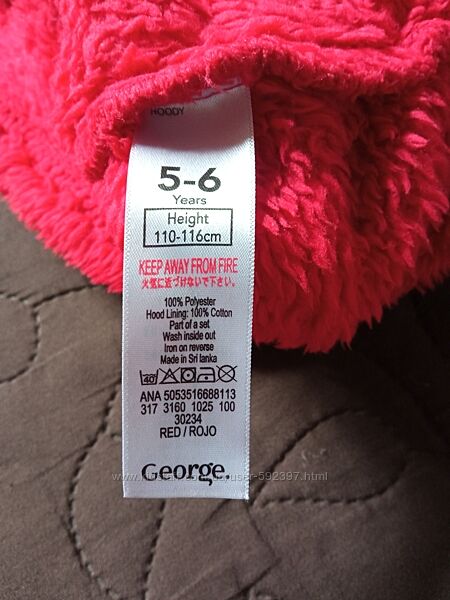 HOODY
5-6
Years
Height
110-116cm
KEEP AWAY FROM FIRE
火気に近づけないで下さい。
100% Polyester
Hood Lining: 100% Cotton
Part of a set
Wash inside out
Iron on reverse
Made in Sri lanka
40
ANA 5053516688113
317 3160 1025 100
30234
RED / ROJO
George.